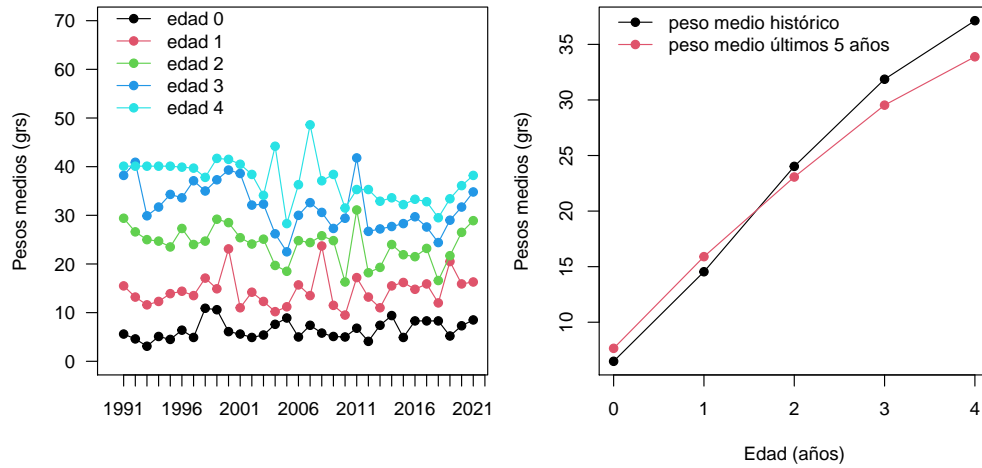 Pesos medios (grs)
70
60
50
40
30
20
10
0
edad 0
edad 1
edad 2
edad 3
edad 4
1991 1996 2001 2006 2011 2016 2021
Pesos medios (grs)
35
30
25
20
15
10
peso medio histórico
peso medio últimos 5 años
0 1 2 3 4
Edad (años)